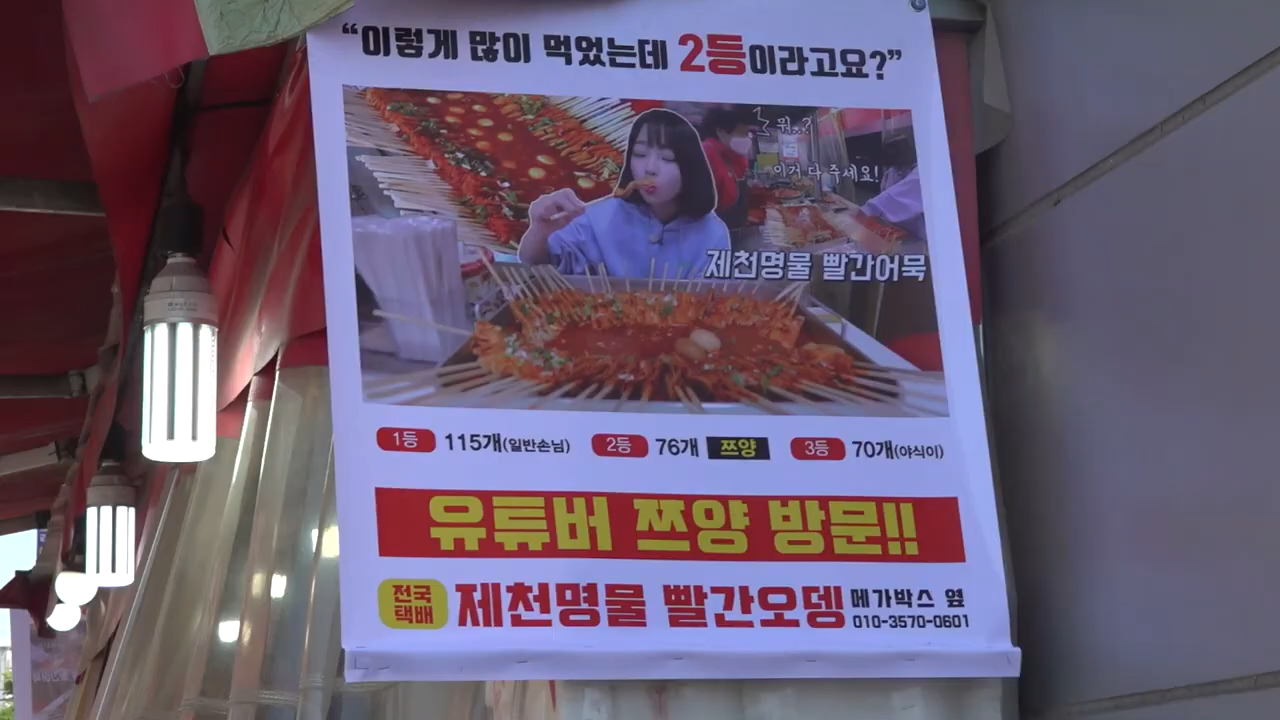 “이렇게 많이 먹었는데 2등이라고요?”
뭐..?
이거 다 주세요!
제천명물 빨간어묵
1등 115개(일반손님) 2등 76개 쯔양 3등 70개(야식이)
유튜버 쯔양 방문!!
전국
택배
제천명물 빨간오뎅
메가박스 옆
010-3570-0601